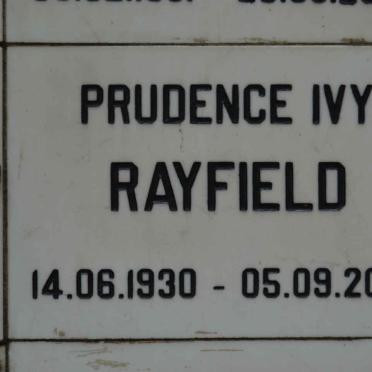 PRUDENCE IVY
RAYFIELD
14.06.1930 - 05.09.20